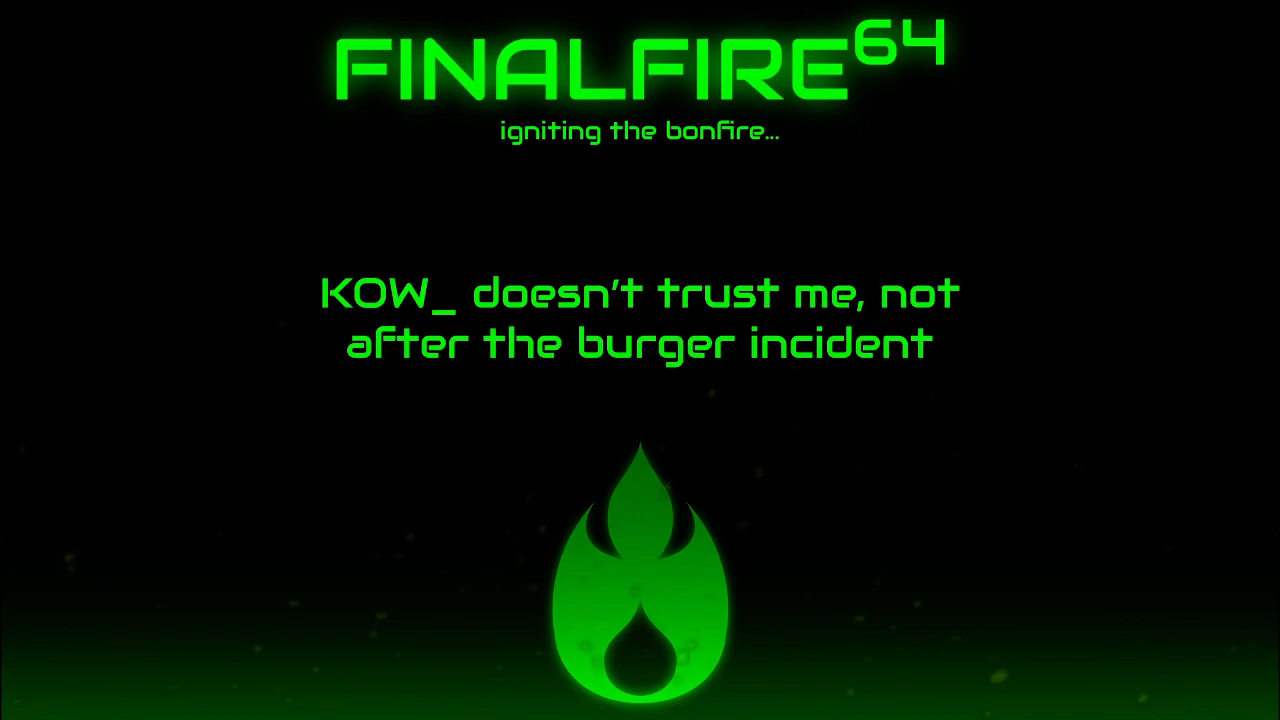 FINALFIRE64
igniting the bonfire...
KOW_ doesn't trust me, not
after the burger incident